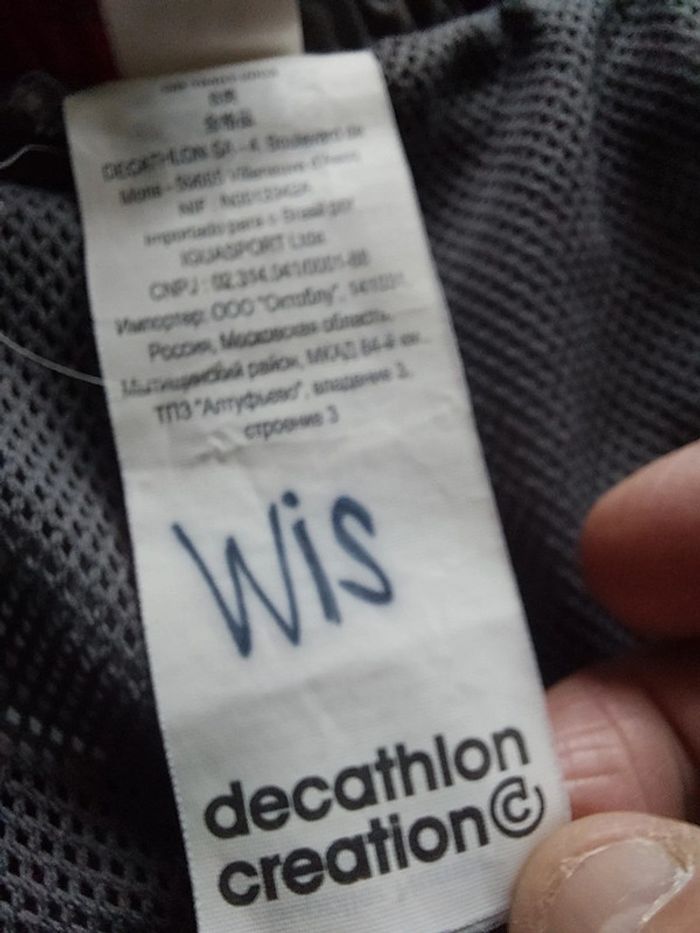 DECATHLON SA - 4, Boulevard de
Mons - 59665 Villeneuve d'Ascq
NIF :
Importado para o Brasil por
IGUASPORT Ltda
CNPJ : 02.314.041/0001-88
Импортер: ООО "Октоблу", 141031,
Россия, Московская область,
Мытищинский район, МКАД 84-й км.,
ТПЗ "Алтуфьево", владение 3,
строение 3
Wis
decathlon
creation©